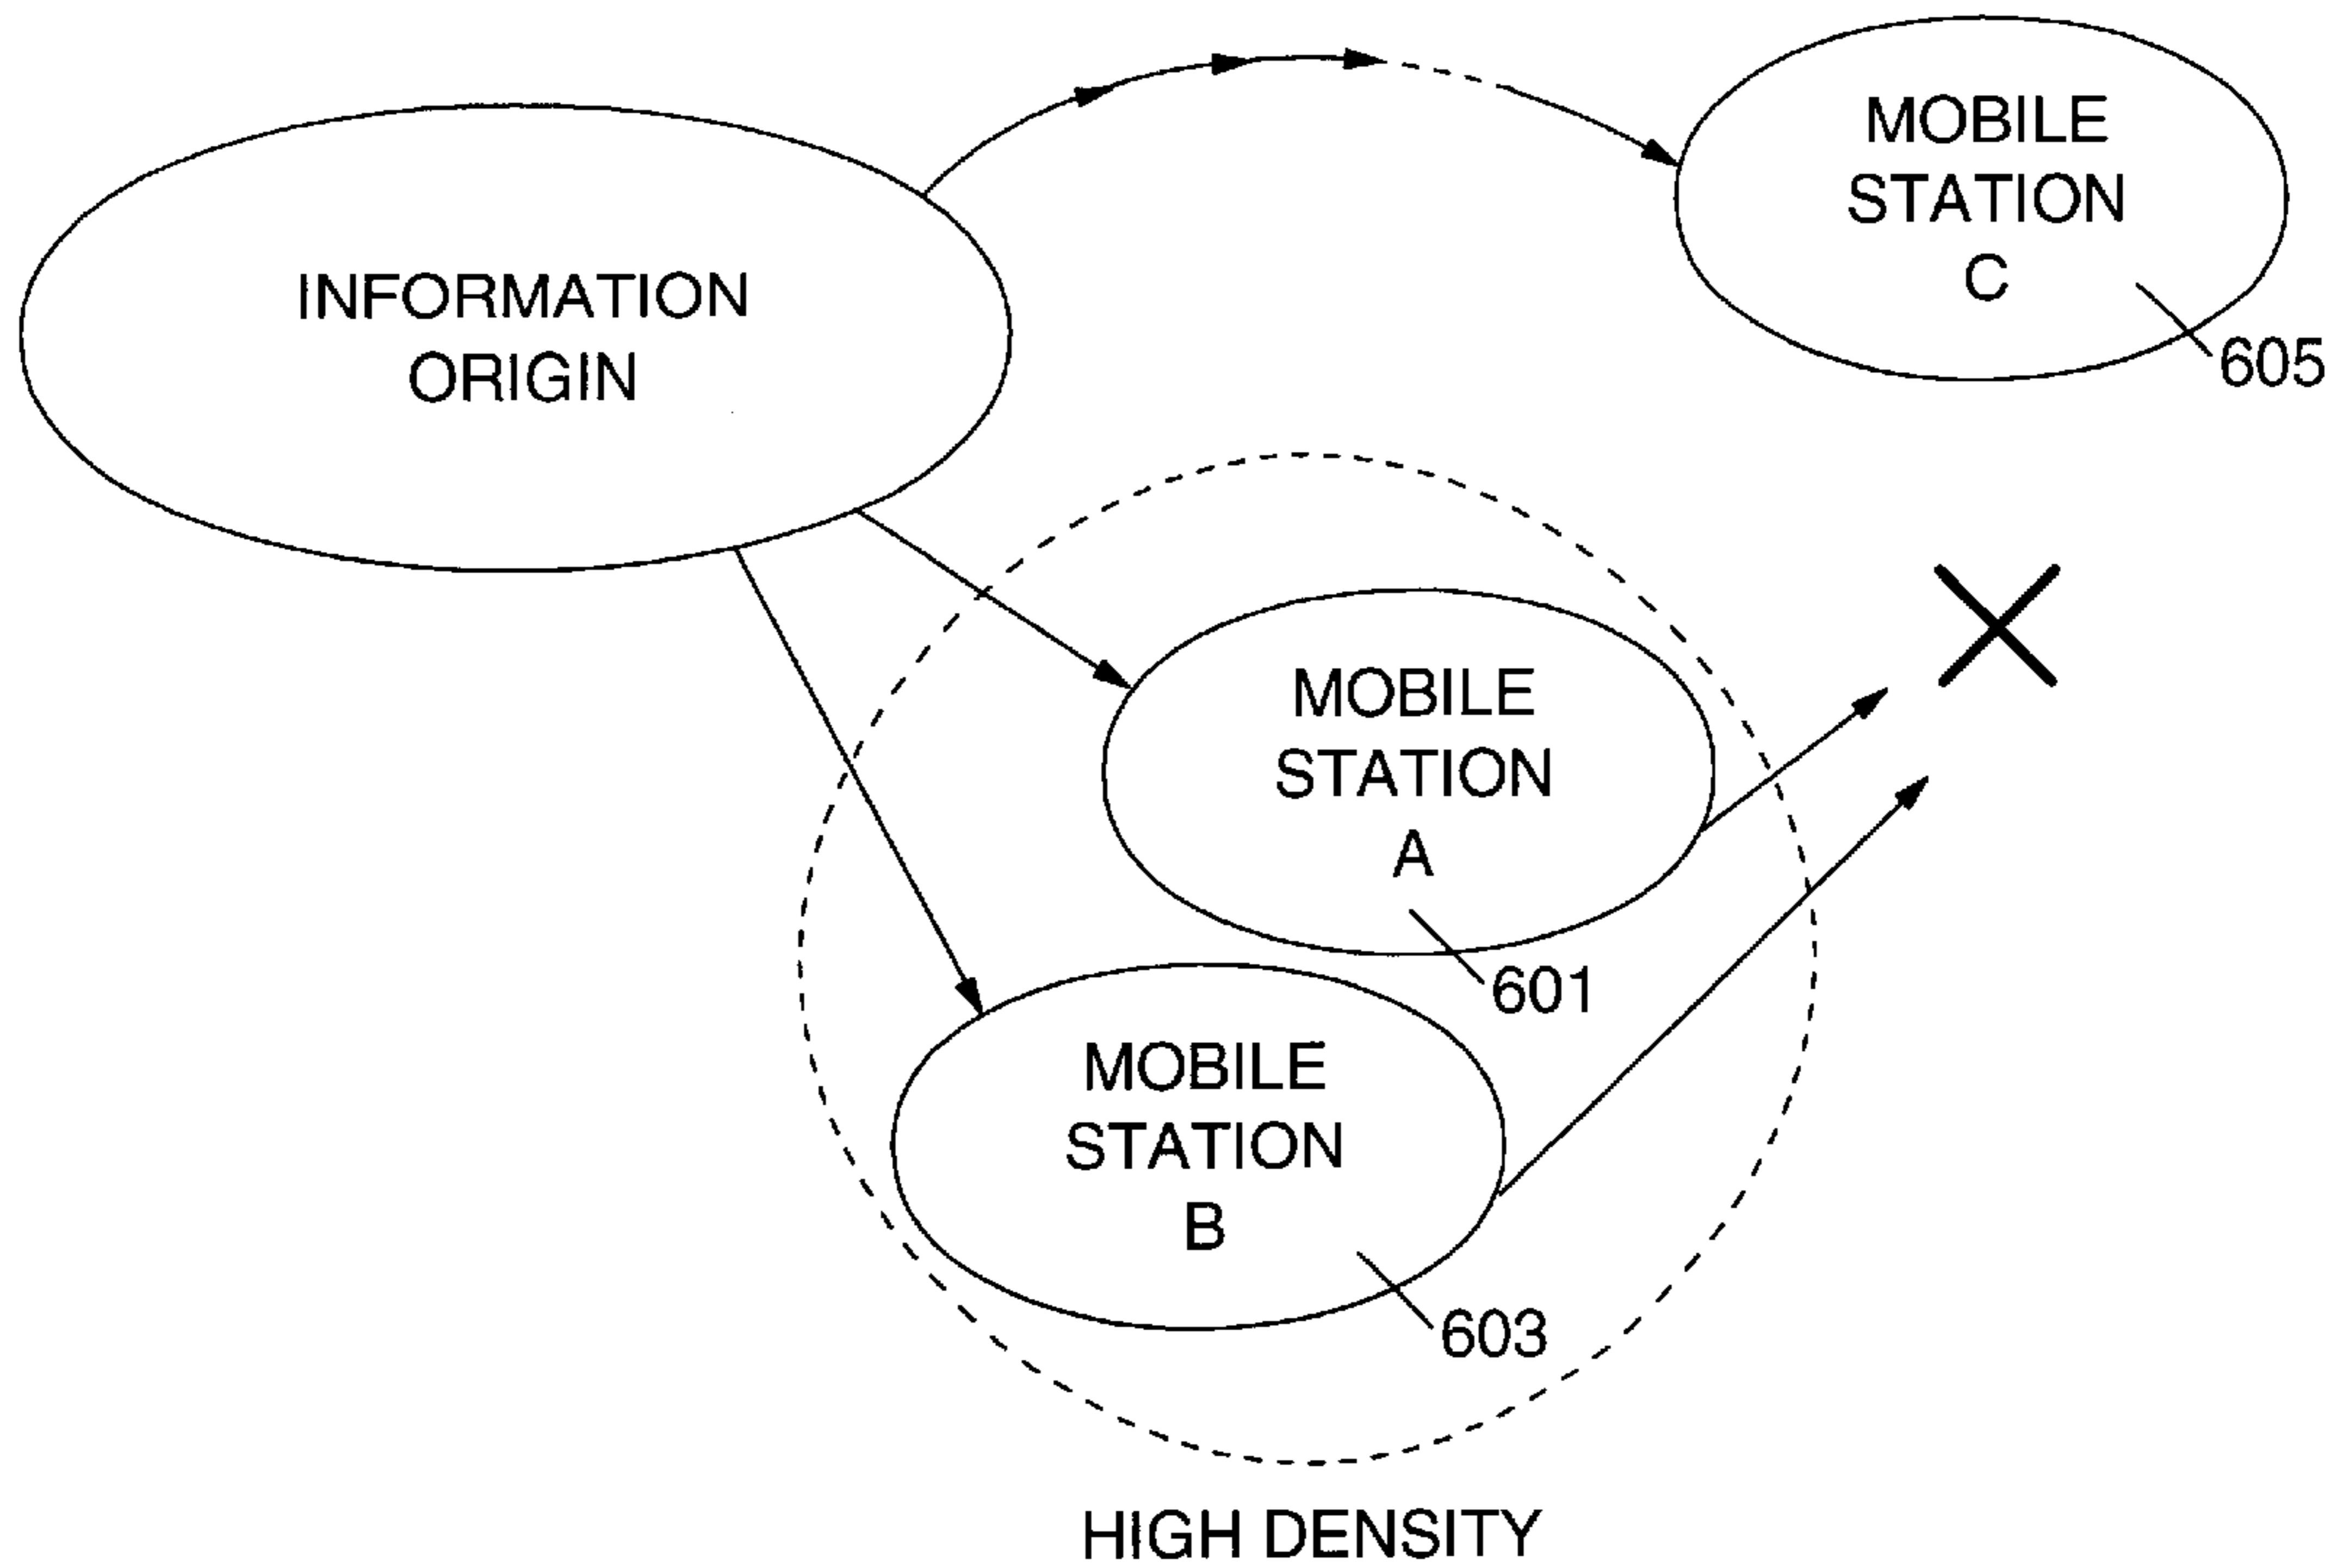 INFORMATION
ORIGIN
MOBILE
STATION
C
605
MOBILE
STATION
A
601
MOBILE
STATION
B
603
HIGH DENSITY